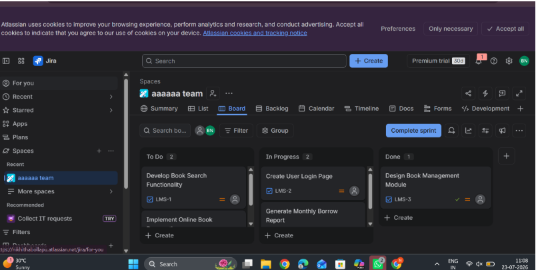 Atlassian uses cookies to improve your browsing experience, perform analytics and research, and conduct advertising. Accept all
cookies to indicate that you agree to our use of cookies on your device. Atlassian cookies and tracking notice
Preferences
Only necessary
Accept all
Jira
Search
+ Create
Premium trial 30d
For you
Recent
Starred
Apps
Plans
Spaces
Recent
aaaaaa team
More spaces
Recommended
Collect IT requests TRY
Filters
Spaces
aaaaaa team
Summary
List
Board
Backlog
Calendar
Timeline
Docs
Forms
Development
Search bo...
Filter
Group
Complete sprint
To Do 2
Develop Book Search
Functionality
LMS-1
Implement Online Book
+ Create
In Progress 2
Create User Login Page
LMS-2
Generate Monthly Borrow
Report
+ Create
Done 1
Design Book Management
Module
LMS-3
+ Create
30°C
Sunny
Search
ENG
IN
11:08
23-07-2026